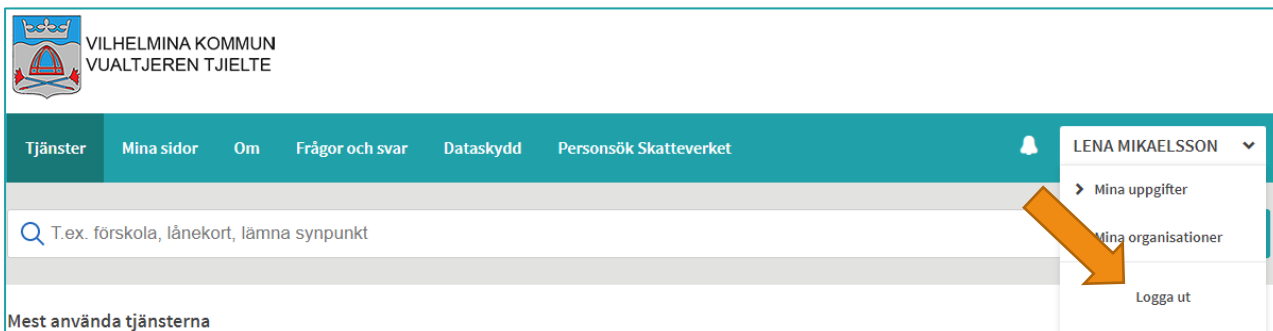 VILHELMINA KOMMUN
VUALTJEREN TJIELTE
Tjänster Mina sidor Om Frågor och svar Dataskydd Personsök Skatteverket LENA MIKAELSSON
Mina uppgifter
T.ex. förskola, lånekort, lämna synpunkt
Mina organisationer
Logga ut
Mest använda tjänsterna